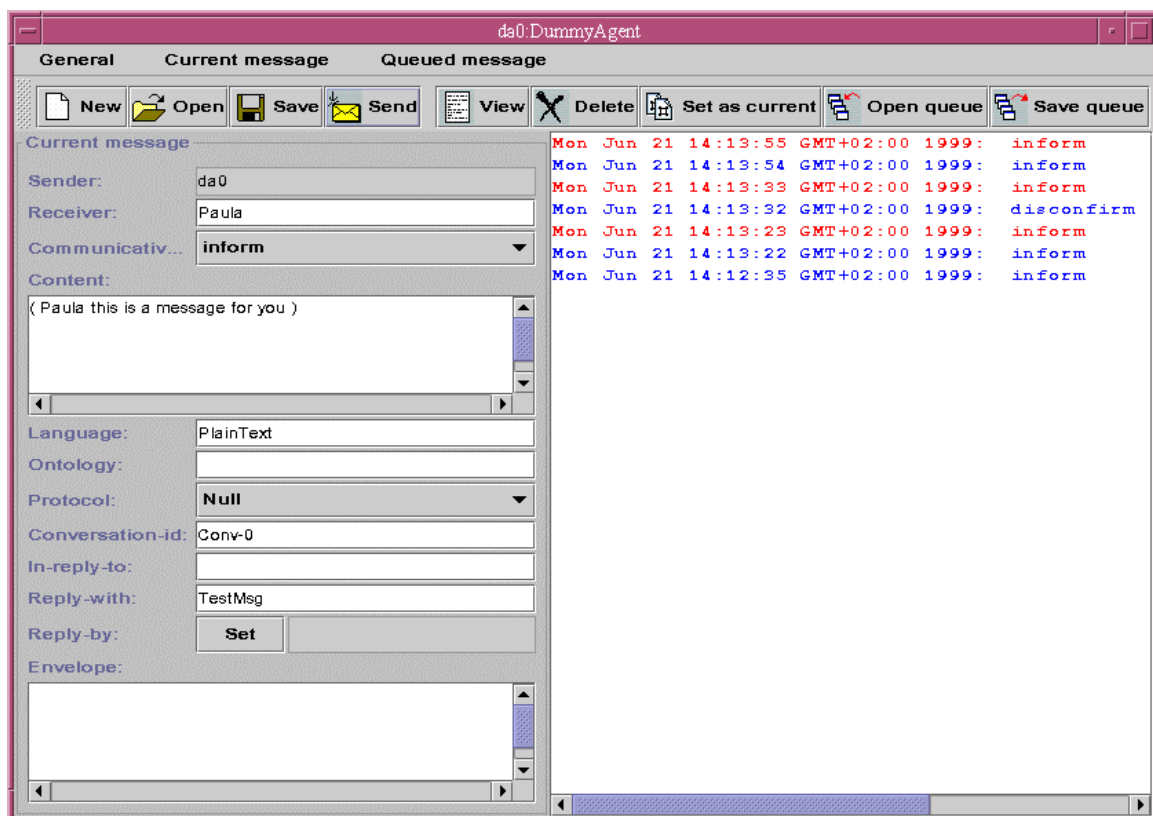 da0:DummyAgent
General Current message Queued message
New Open Save Send View Delete Set as current Open queue Save queue
Current message
Sender: da0
Receiver: Paula
Communicativ... inform
Content:
( Paula this is a message for you )
Language: PlainText
Ontology:
Protocol: Null
Conversation-id: Conv-0
In-reply-to:
Reply-with: TestMsg
Reply-by: Set
Envelope:
Mon Jun 21 14:13:55 GMT+02:00 1999: inform
Mon Jun 21 14:13:54 GMT+02:00 1999: inform
Mon Jun 21 14:13:33 GMT+02:00 1999: inform
Mon Jun 21 14:13:32 GMT+02:00 1999: disconfirm
Mon Jun 21 14:13:23 GMT+02:00 1999: inform
Mon Jun 21 14:13:22 GMT+02:00 1999: inform
Mon Jun 21 14:12:35 GMT+02:00 1999: inform